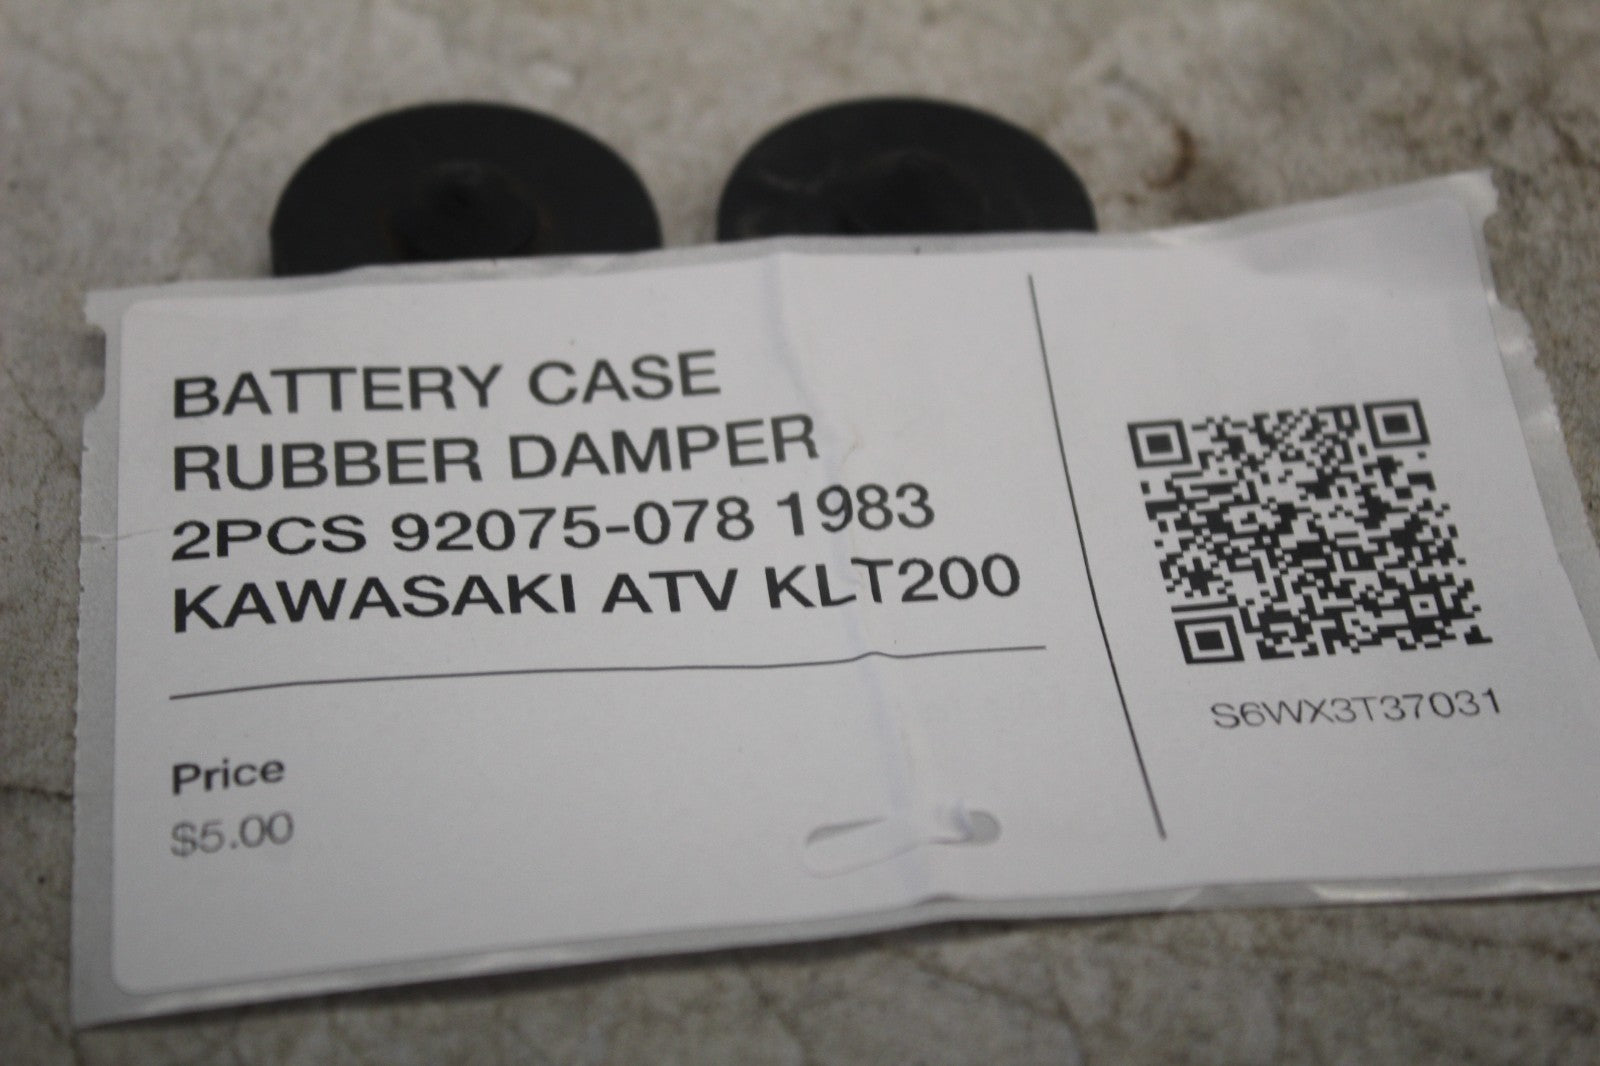 BATTERY CASE
RUBBER DAMPER
2PCS 92075-078 1983
KAWASAKI ATV KLT200
Price
$5.00
S6WX3T37031